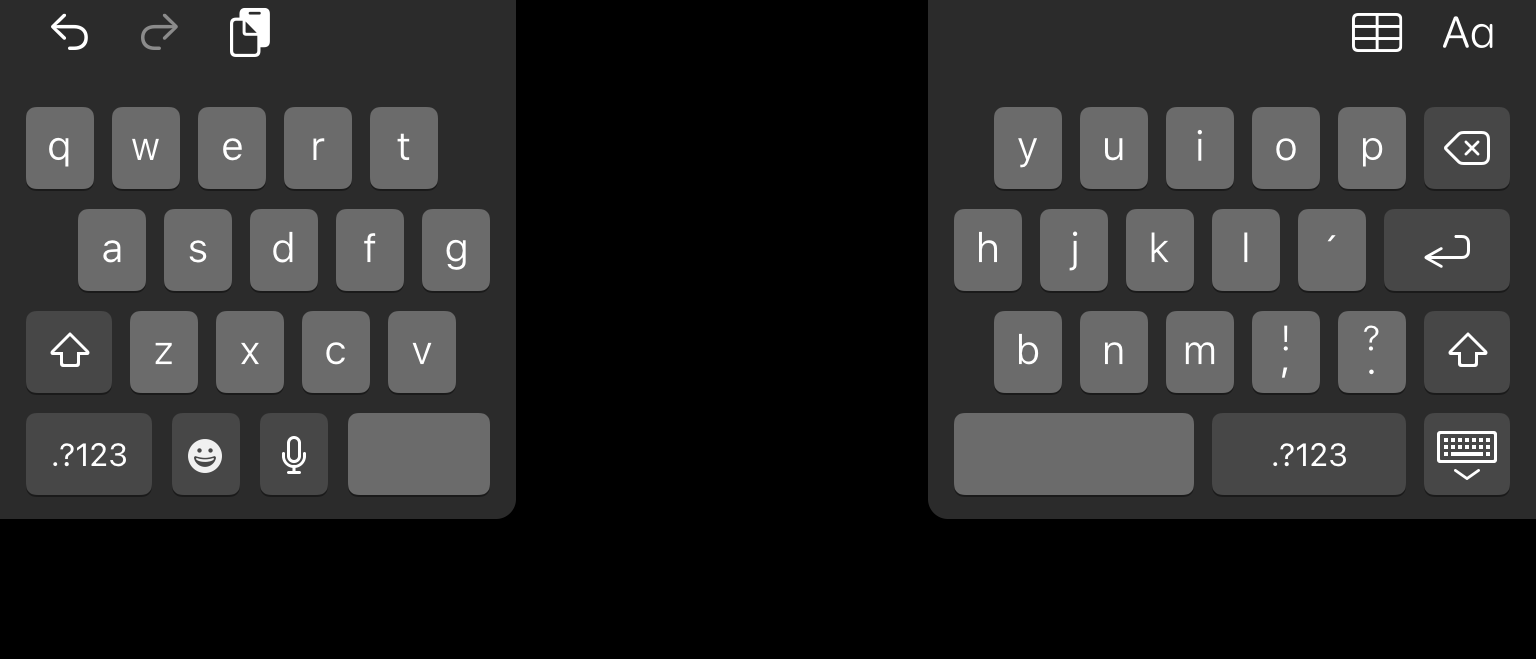 Aa
q w e r t y u i o p
a s d f g h j k l ´
z x c v b n m ! , ? .
.?123 .?123